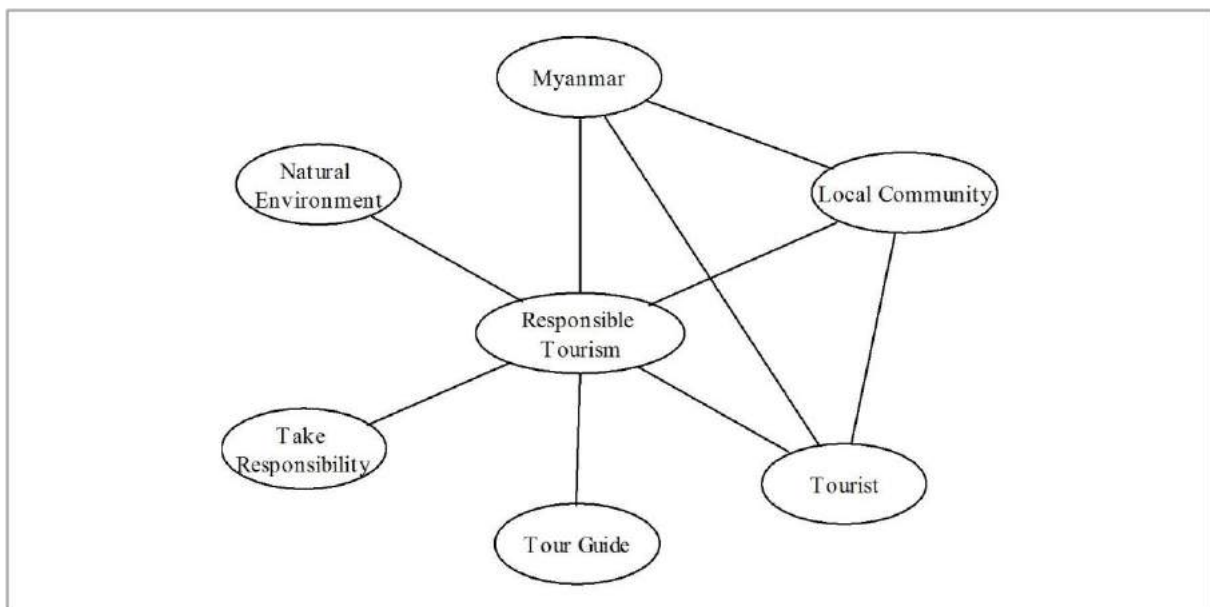 Myanmar
Natural
Environment
Local Community
Responsible
Tourism
Take
Responsibility
Tourist
Tour Guide